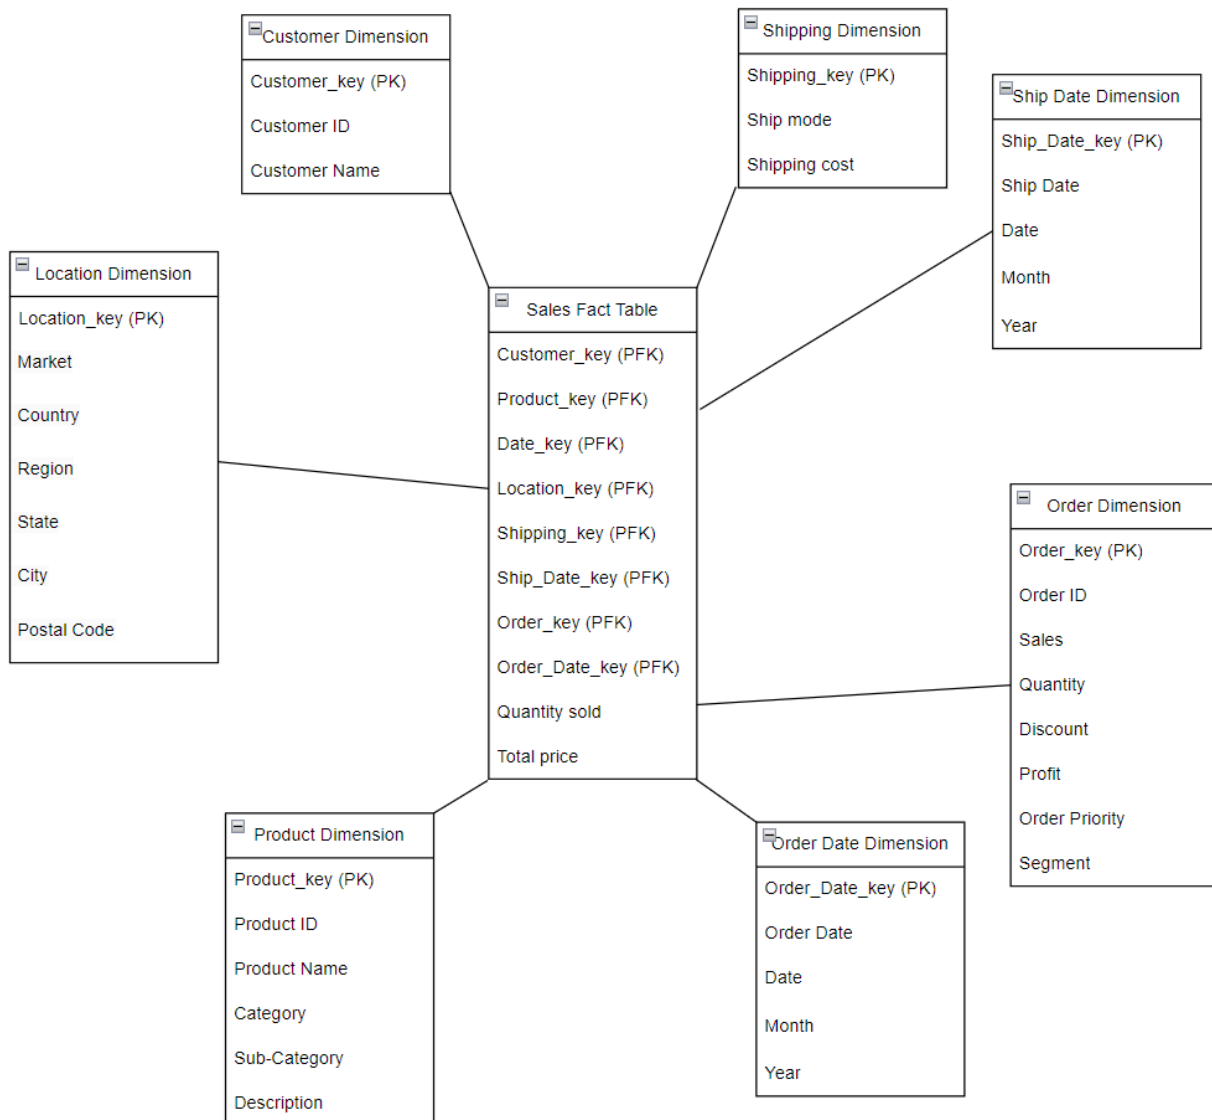 Customer Dimension
Customer_key (PK)
Customer ID
Customer Name
Shipping Dimension
Shipping_key (PK)
Ship mode
Shipping cost
Ship Date Dimension
Ship_Date_key (PK)
Ship Date
Date
Month
Year
Location Dimension
Location_key (PK)
Market
Country
Region
State
City
Postal Code
Sales Fact Table
Customer_key (PFK)
Product_key (PFK)
Date_key (PFK)
Location_key (PFK)
Shipping_key (PFK)
Ship_Date_key (PFK)
Order_key (PFK)
Order_Date_key (PFK)
Quantity sold
Total price
Order Dimension
Order_key (PK)
Order ID
Sales
Quantity
Discount
Profit
Order Priority
Segment
Product Dimension
Product_key (PK)
Product ID
Product Name
Category
Sub-Category
Description
Order Date Dimension
Order_Date_key (PK)
Order Date
Date
Month
Year